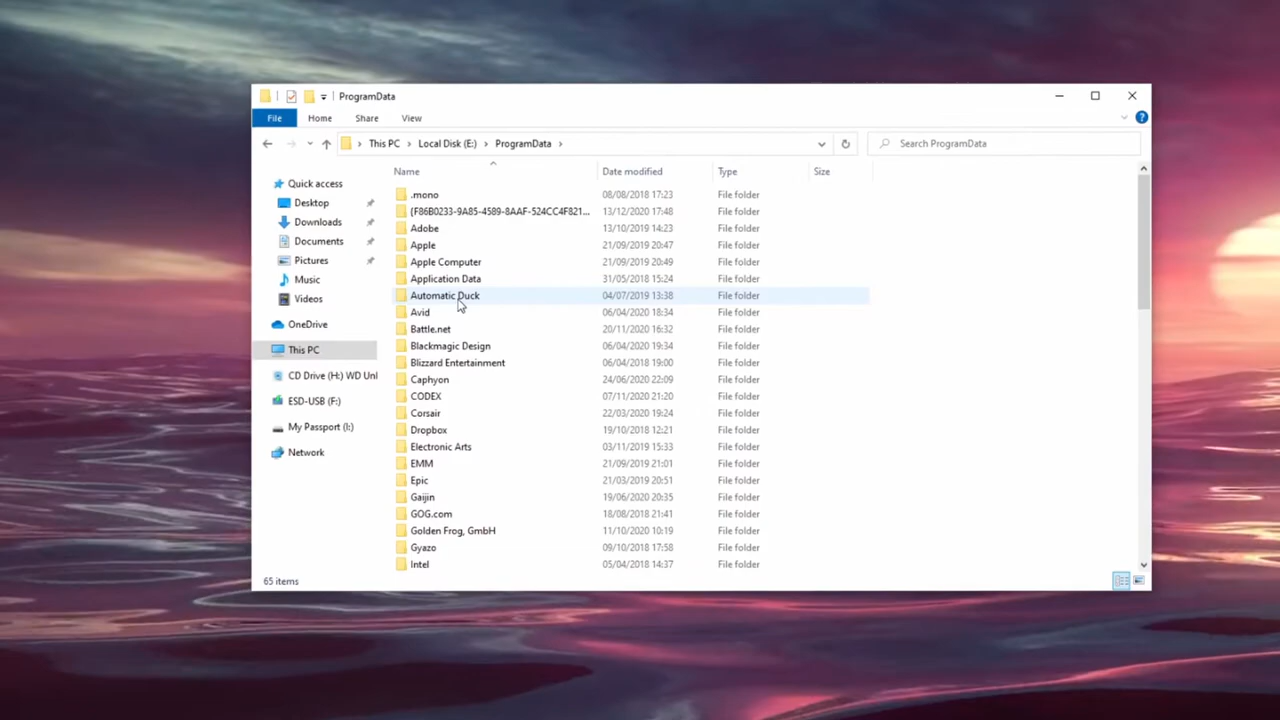 ProgramData
File Home Share View
This PC Local Disk (E:) ProgramData
Search ProgramData
Name Date modified Type Size
Quick access
Desktop
Downloads
Documents
Pictures
Music
Videos
OneDrive
This PC
CD Drive (H:) WD Unl
ESD-USB (F:)
My Passport (I:)
Network
.mono 08/08/2018 17:23 File folder
{F86B0233-9A85-4589-8AAF-524CC4F821... 13/12/2020 17:48 File folder
Adobe 13/10/2019 14:23 File folder
Apple 21/09/2019 20:47 File folder
Apple Computer 21/09/2019 20:49 File folder
Application Data 31/05/2018 15:24 File folder
Automatic Duck 04/07/2019 13:38 File folder
Avid 06/04/2020 18:34 File folder
Battle.net 20/11/2020 16:32 File folder
Blackmagic Design 06/04/2020 19:34 File folder
Blizzard Entertainment 06/04/2018 19:00 File folder
Caphyon 24/06/2020 22:09 File folder
CODEX 07/11/2020 21:20 File folder
Corsair 22/03/2020 19:24 File folder
Dropbox 19/10/2018 12:21 File folder
Electronic Arts 03/11/2019 15:33 File folder
EMM 21/09/2019 21:01 File folder
Epic 21/03/2019 20:51 File folder
Gaijin 19/06/2020 20:35 File folder
GOG.com 18/08/2018 21:41 File folder
Golden Frog, GmbH 11/10/2020 10:19 File folder
Gyazo 09/10/2018 17:58 File folder
Intel 05/04/2018 14:37 File folder
65 items